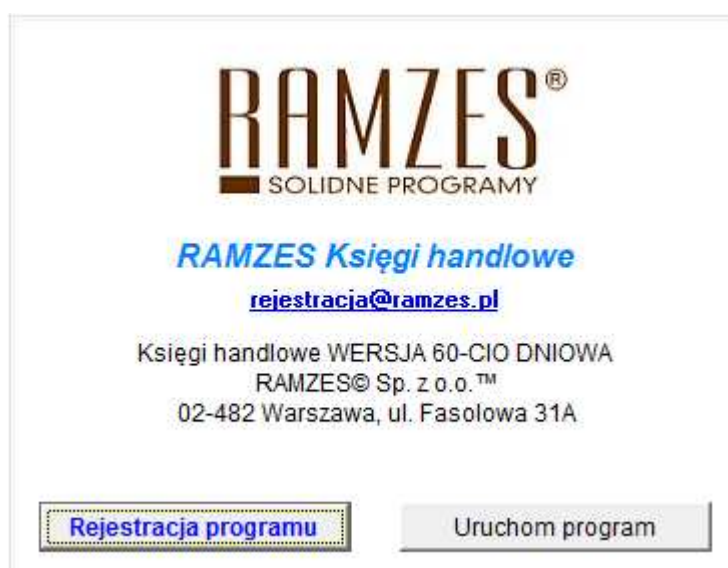 RAMZES®
SOLIDNE PROGRAMY
RAMZES Księgi handlowe
rejestracja@ramzes.pl
Księgi handlowe WERSJA 60-CIO DNIOWA
RAMZES© Sp. z o.o.™
02-482 Warszawa, ul. Fasolowa 31A
Rejestracja programu
Uruchom program